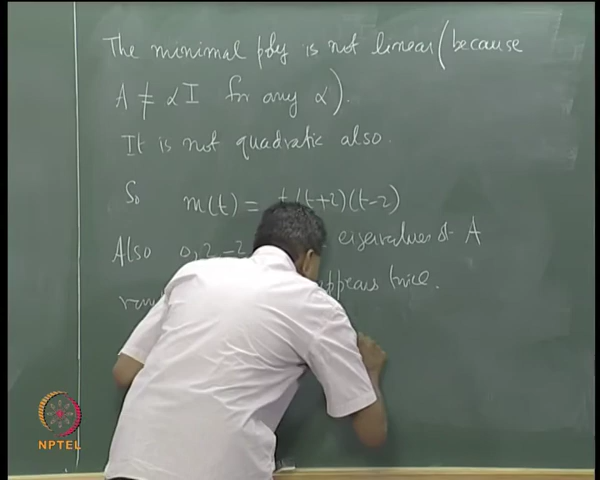 The minimal poly is not linear (because
A ≠ αI for any α).
It is not quadratic also.
So m(t) = t(t+2)(t-2)
Also 0, 2, -2 eigenvalues of A
appears twice.
NPTEL